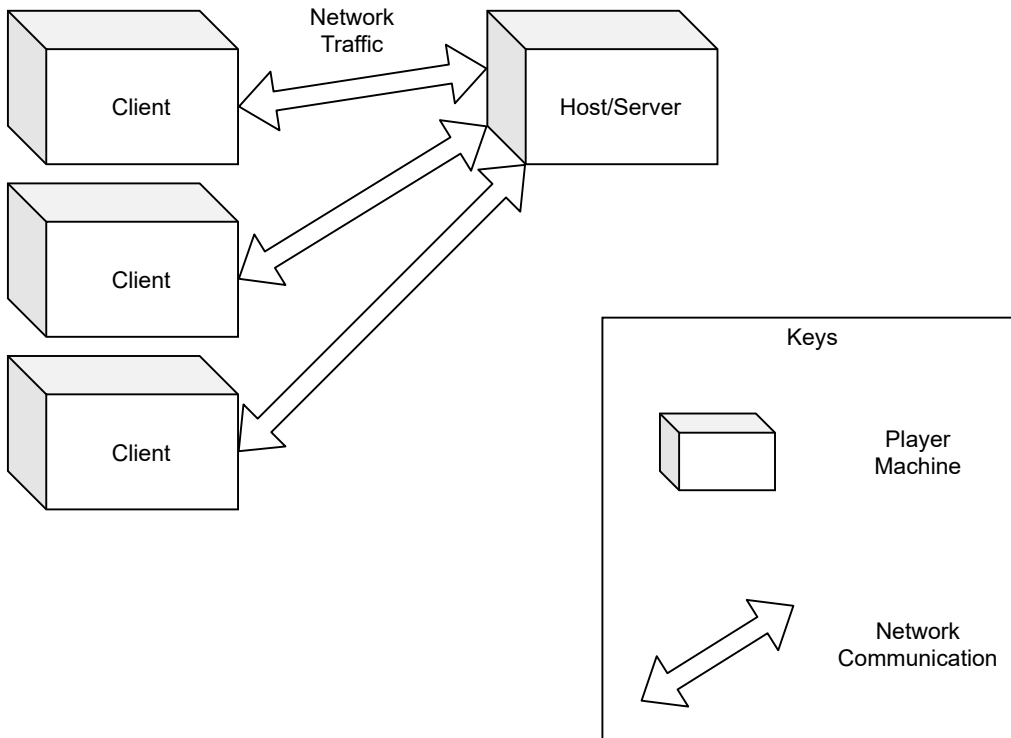 Network
Traffic
Client
Host/Server
Client
Client
Keys
Player
Machine
Network
Communication